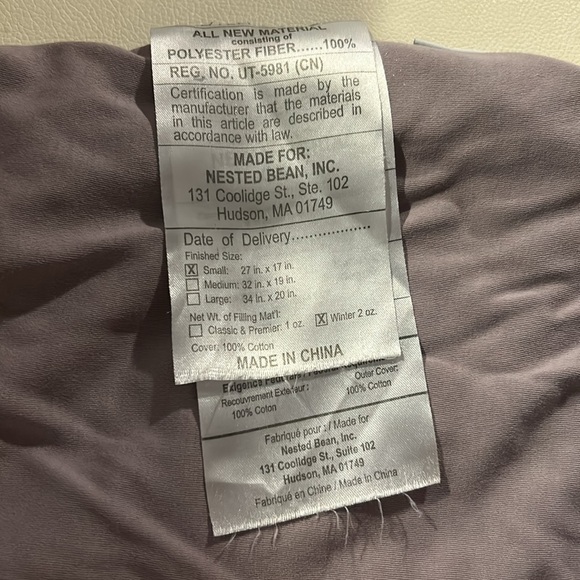 ALL NEW MATERIAL
consisting of
POLYESTER FIBER......100%
REG. NO. UT-5981 (CN)
Certification is made by the
manufacturer that the materials
in this article are described in
accordance with law.
MADE FOR:
NESTED BEAN, INC.
131 Coolidge St., Ste. 102
Hudson, MA 01749
Date of Delivery..................
Finished Size:
X Small: 27 in. x 17 in.
Medium: 32 in. x 19 in.
Large: 34 in. x 20 in.
Net Wt. of Filling Mat'l:
Classic & Premier: 1 oz. X Winter 2 oz.
Cover: 100% Cotton
MADE IN CHINA
Exigence
Recouvrement Extérieur : Outer Cover:
100% Coton 100% Cotton
Fabriqué pour : / Made for
Nested Bean, Inc.
131 Coolidge St., Suite 102
Hudson, MA 01749
Fabriqué en Chine / Made in China